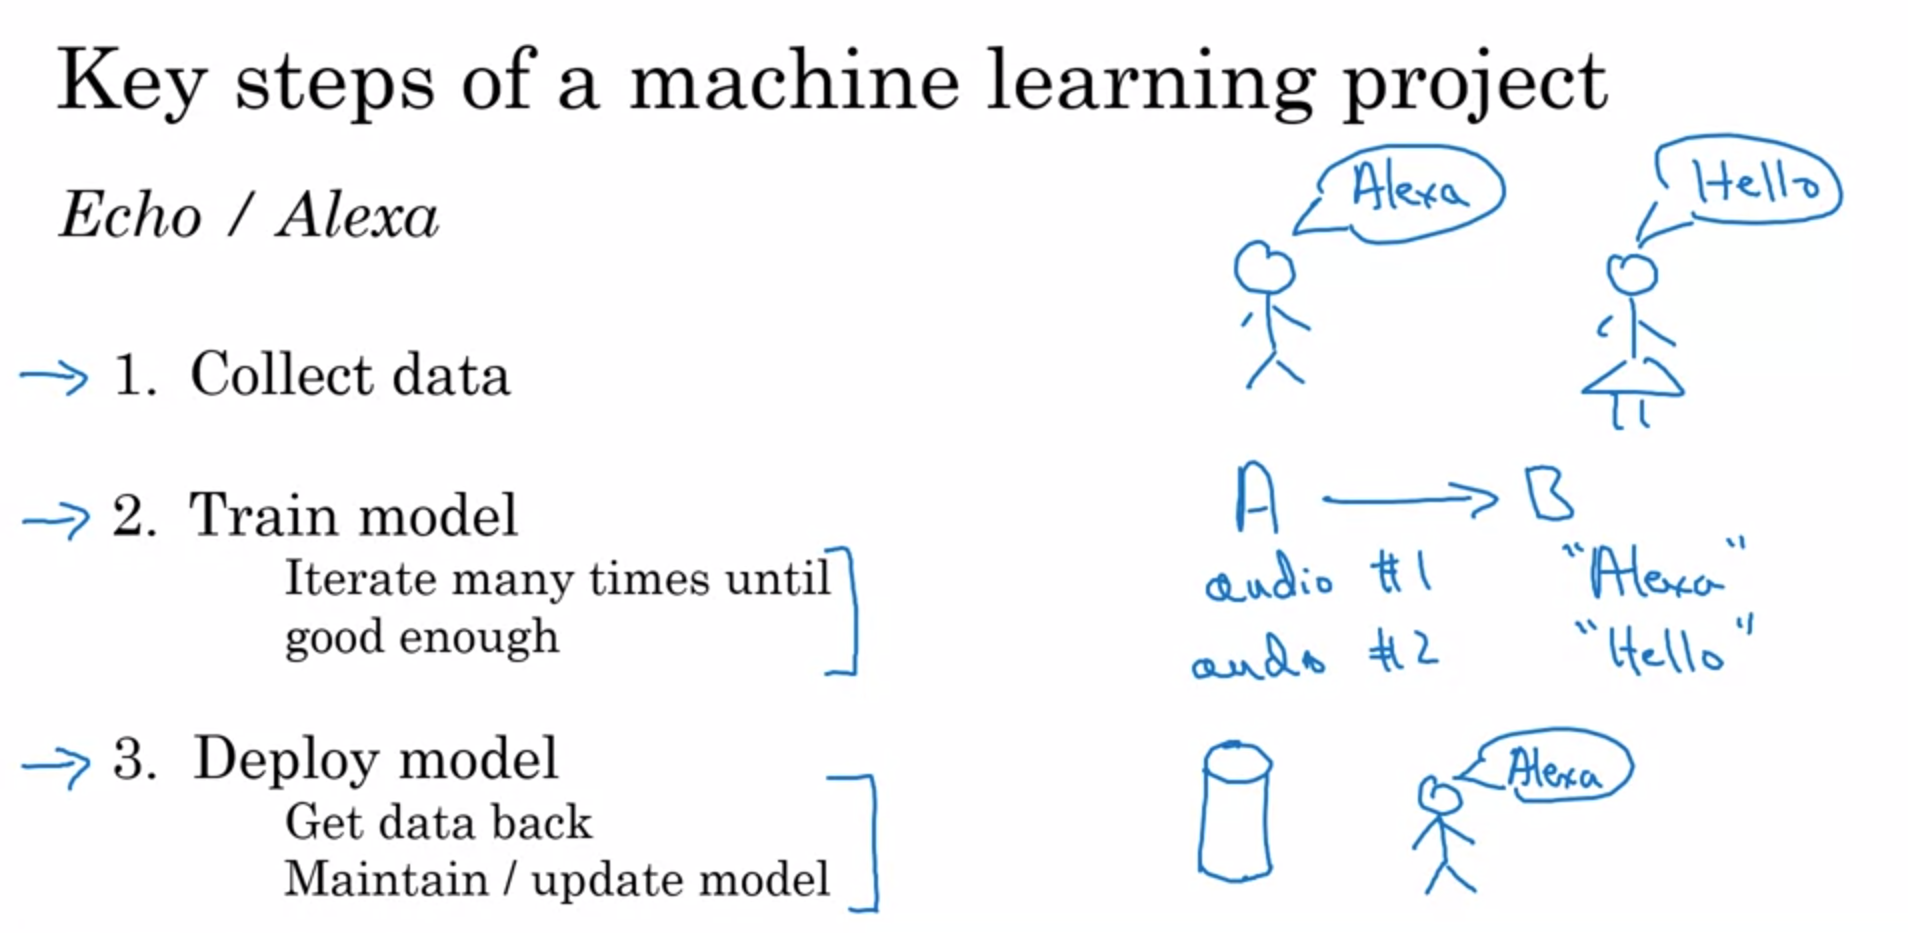 Key steps of a machine learning project
Echo / Alexa
Alexa
Hello
1. Collect data
2. Train model
Iterate many times until
good enough
A → B
audio #1 "Alexa"
audio #2 "Hello"
3. Deploy model
Get data back
Maintain / update model
Alexa